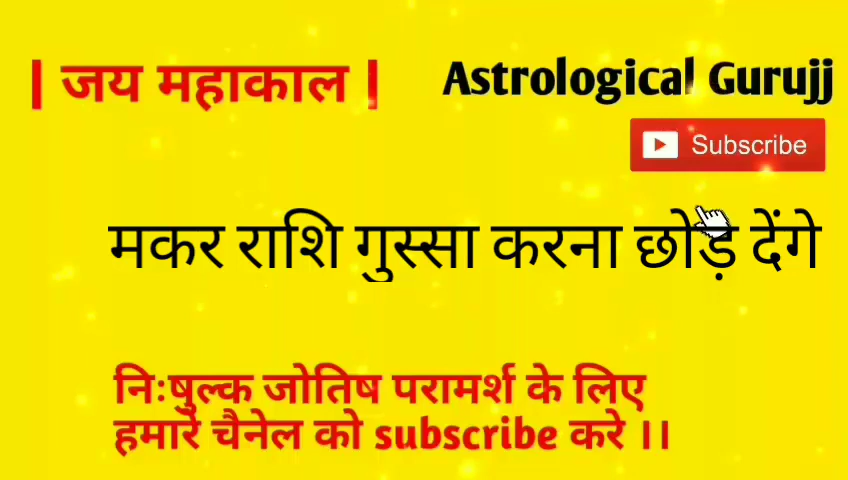 | जय महाकाल |
Astrological Gurujj
Subscribe
मकर राशि गुस्सा करना छोड़ देंगे
निःषुल्क जोतिष परामर्श के लिए
हमारे चैनेल को subscribe करे ।।